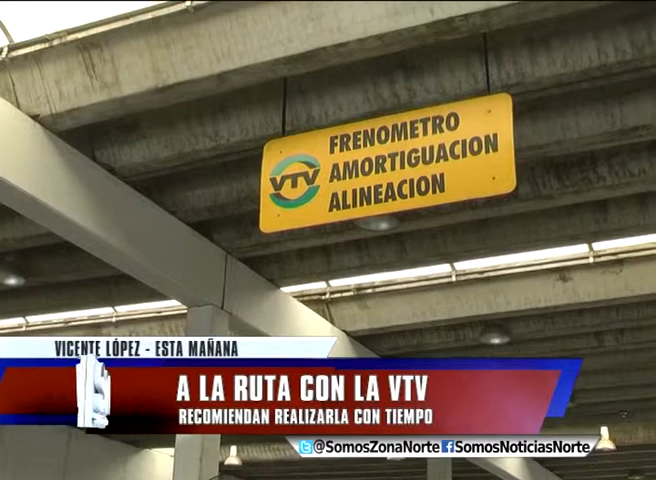 FRENOMETRO
VTV AMORTIGUACION
ALINEACION
VICENTE LÓPEZ - ESTA MAÑANA
A LA RUTA CON LA VTV
RECOMIENDAN REALIZARLA CON TIEMPO
@SomosZonaNorte SomosNoticiasNorte